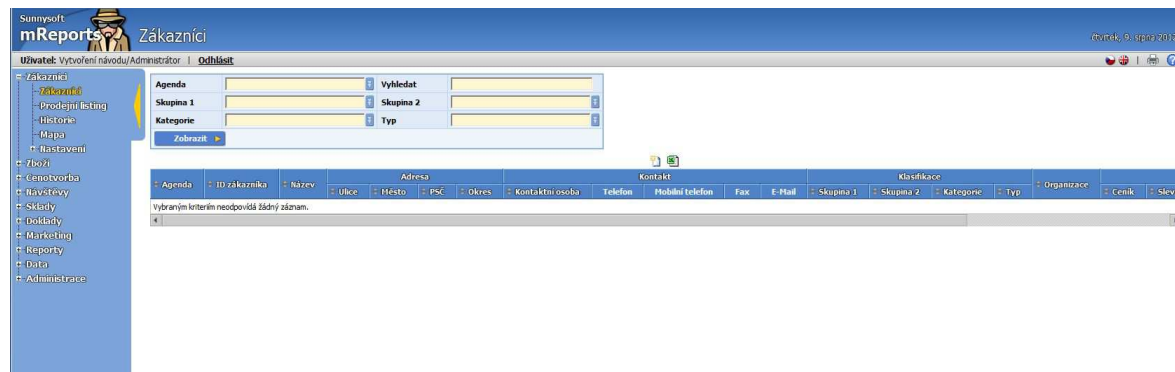 Sunnysoft
mReports
Zákazníci
čtvrtek, 9. srpna 2012
Uživatel: Vytvoření návodu/Administrátor | Odhlásit
Zákazníci
Zákazníci
Prodejní listing
Historie
Mapa
Nastavení
Zboží
Cenotvorba
Návštěvy
Sklady
Doklady
Marketing
Reporty
Data
Administrace
Agenda Vyhledat
Skupina 1 Skupina 2
Kategorie Typ
Zobrazit
Adresa Kontakt Klasifikace
Agenda ID zákazníka Název Ulice Město PSČ Okres Kontaktní osoba Telefon Mobilní telefon Fax E-Mail Skupina 1 Skupina 2 Kategorie Typ Organizace Ceník
Vybraným kriteriím neodpovídá žádný záznam.